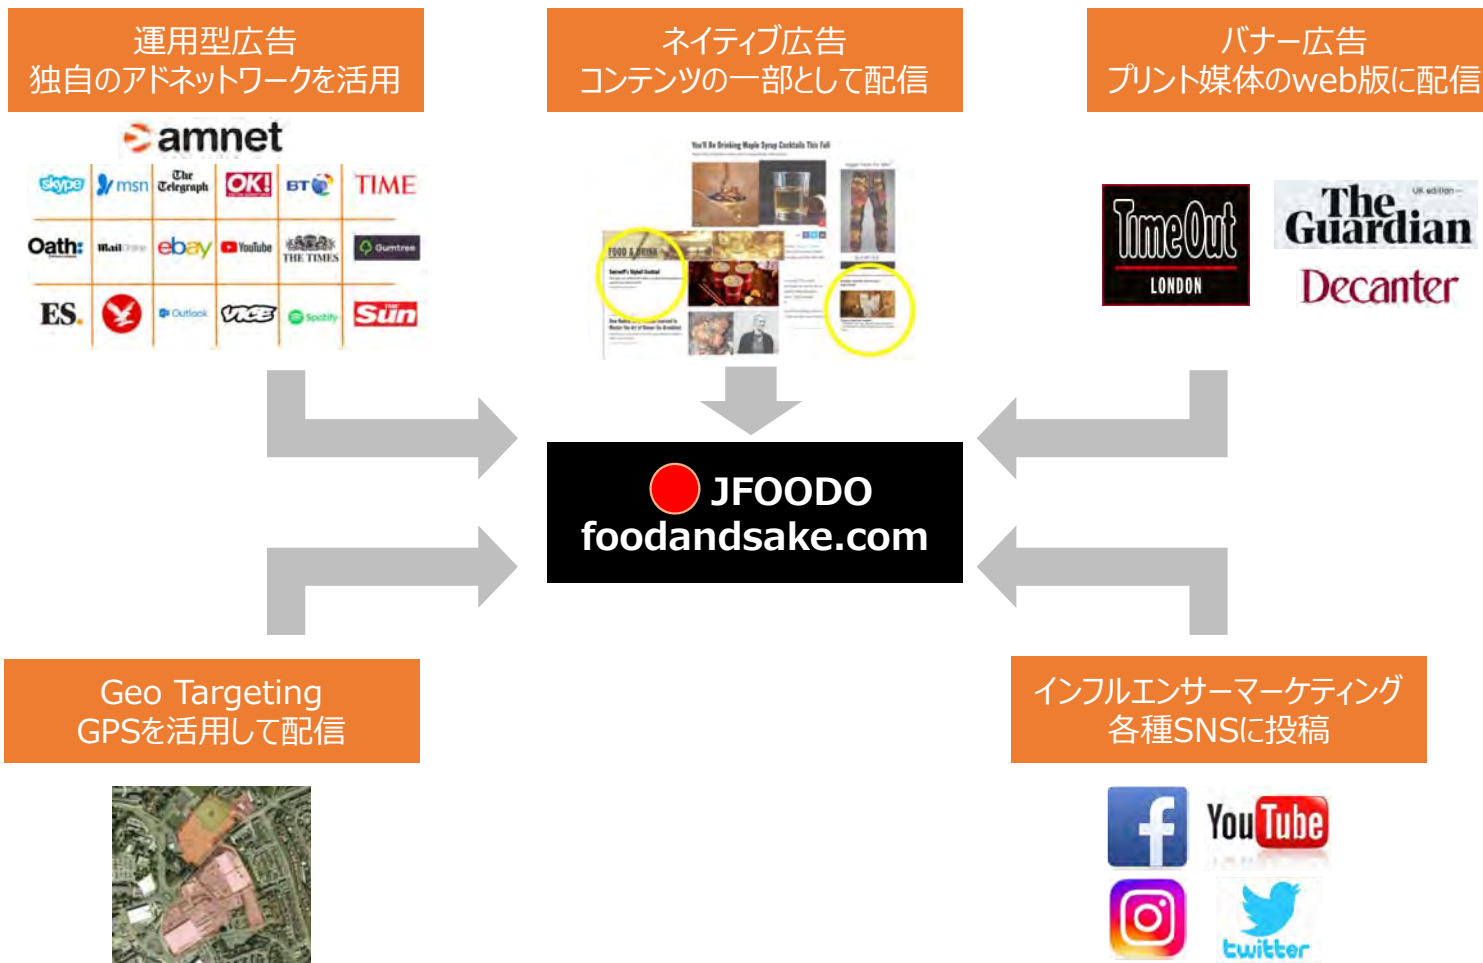 運用型広告
独自のアドネットワークを活用
ネイティブ広告
コンテンツの一部として配信
バナー広告
プリント媒体のweb版に配信
amnet
skype
msn
The Telegraph
OK!
BT
TIME
Oath:
Mail Online
ebay
YouTube
THE TIMES
Gumtree
ES.
Outlook
VICE
Spotify
THE Sun
You'll Be Drinking Maple Syrup Cocktails This Fall
FOOD & DRINK
TimeOut
LONDON
UK edition
The Guardian
Decanter
JFOODO
foodandsake.com
Geo Targeting
GPSを活用して配信
インフルエンサーマーケティング
各種SNSに投稿
f
YouTube
twitter